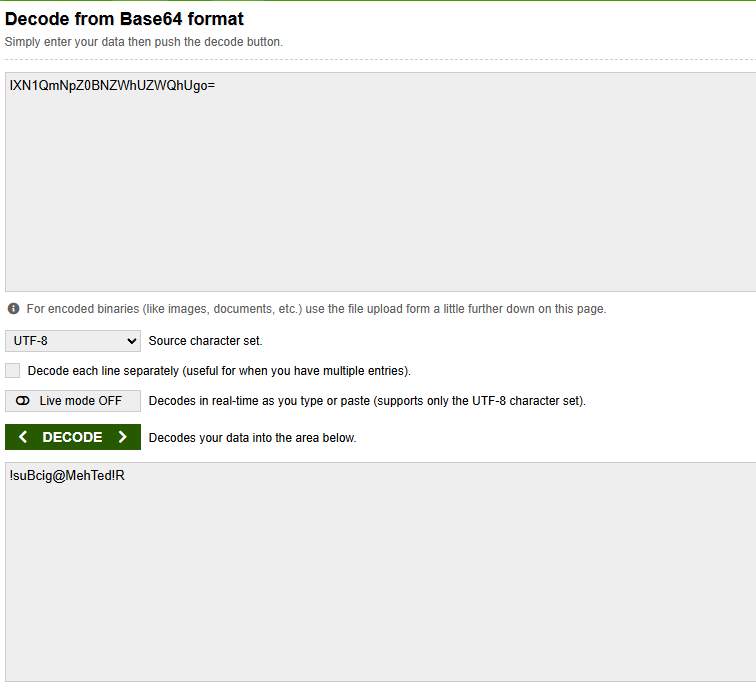 Decode from Base64 format
Simply enter your data then push the decode button.
IXN1QmNpZ0BNZWhUZWQhUgo=
For encoded binaries (like images, documents, etc.) use the file upload form a little further down on this page.
UTF-8 Source character set.
Decode each line separately (useful for when you have multiple entries).
Live mode OFF Decodes in real-time as you type or paste (supports only the UTF-8 character set).
DECODE Decodes your data into the area below.
!suBcig@MehTed!R